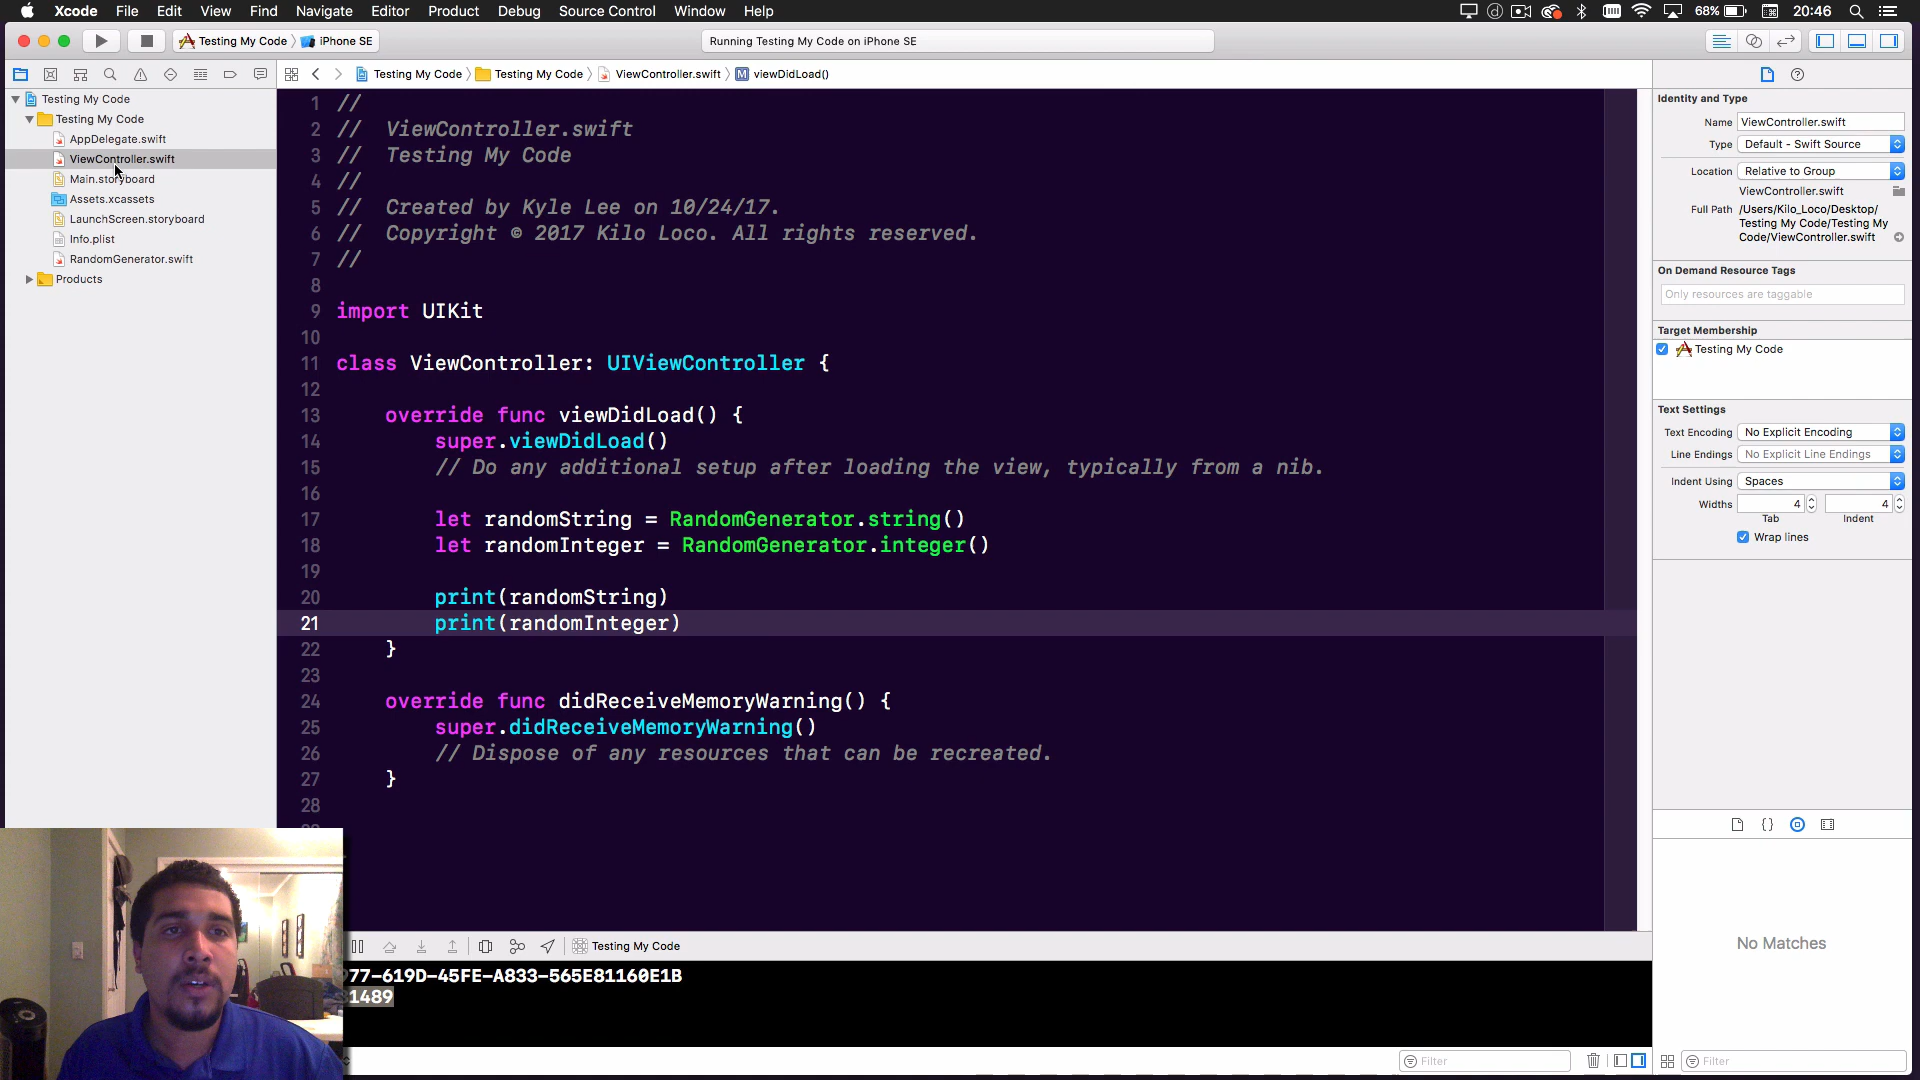 Xcode File Edit View Find Navigate Editor Product Debug Source Control Window Help 68% 20:46
Testing My Code iPhone SE Running Testing My Code on iPhone SE
Testing My Code Testing My Code ViewController.swift M viewDidLoad()
Testing My Code
Testing My Code
AppDelegate.swift
ViewController.swift
Main.storyboard
Assets.xcassets
LaunchScreen.storyboard
Info.plist
RandomGenerator.swift
Products
1 //
2 // ViewController.swift
3 // Testing My Code
4 //
5 // Created by Kyle Lee on 10/24/17.
6 // Copyright © 2017 Kilo Loco. All rights reserved.
7 //
8
9 import UIKit
10
11 class ViewController: UIViewController {
12
13 override func viewDidLoad() {
14 super.viewDidLoad()
15 // Do any additional setup after loading the view, typically from a nib.
16
17 let randomString = RandomGenerator.string()
18 let randomInteger = RandomGenerator.integer()
19
20 print(randomString)
21 print(randomInteger)
22 }
23
24 override func didReceiveMemoryWarning() {
25 super.didReceiveMemoryWarning()
26 // Dispose of any resources that can be recreated.
27 }
28
Testing My Code
77-619D-45FE-A833-565E81160E1B
1489
Filter
Identity and Type
Name ViewController.swift
Type Default - Swift Source
Location Relative to Group
ViewController.swift
Full Path /Users/Kilo_Loco/Desktop/
Testing My Code/Testing My
Code/ViewController.swift
On Demand Resource Tags
Only resources are taggable
Target Membership
Testing My Code
Text Settings
Text Encoding No Explicit Encoding
Line Endings No Explicit Line Endings
Indent Using Spaces
Widths 4 4
Tab Indent
Wrap lines
No Matches
Filter